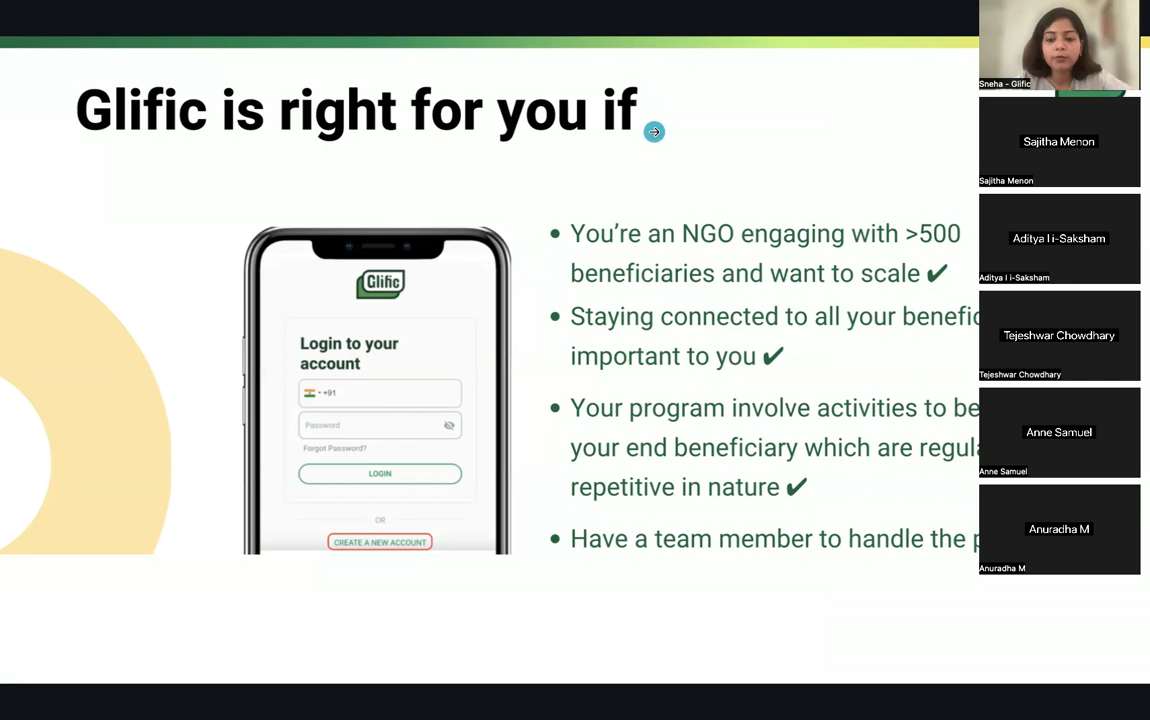 Glific is right for you if
Glific
Login to your
account
+91
Password
Forgot Password?
LOGIN
OR
CREATE A NEW ACCOUNT
You’re an NGO engaging with >500
beneficiaries and want to scale ✔
Staying connected to all your
important to you ✔
Your program involve activities to
your end beneficiary which are
repetitive in nature ✔
Have a team member to handle the
Sneha - Glific
Sajitha Menon
Sajitha Menon
Aditya I i-Saksham
Aditya I i-Saksham
Tejeshwar Chowdhary
Tejeshwar Chowdhary
Anne Samuel
Anne Samuel
Anuradha M
Anuradha M